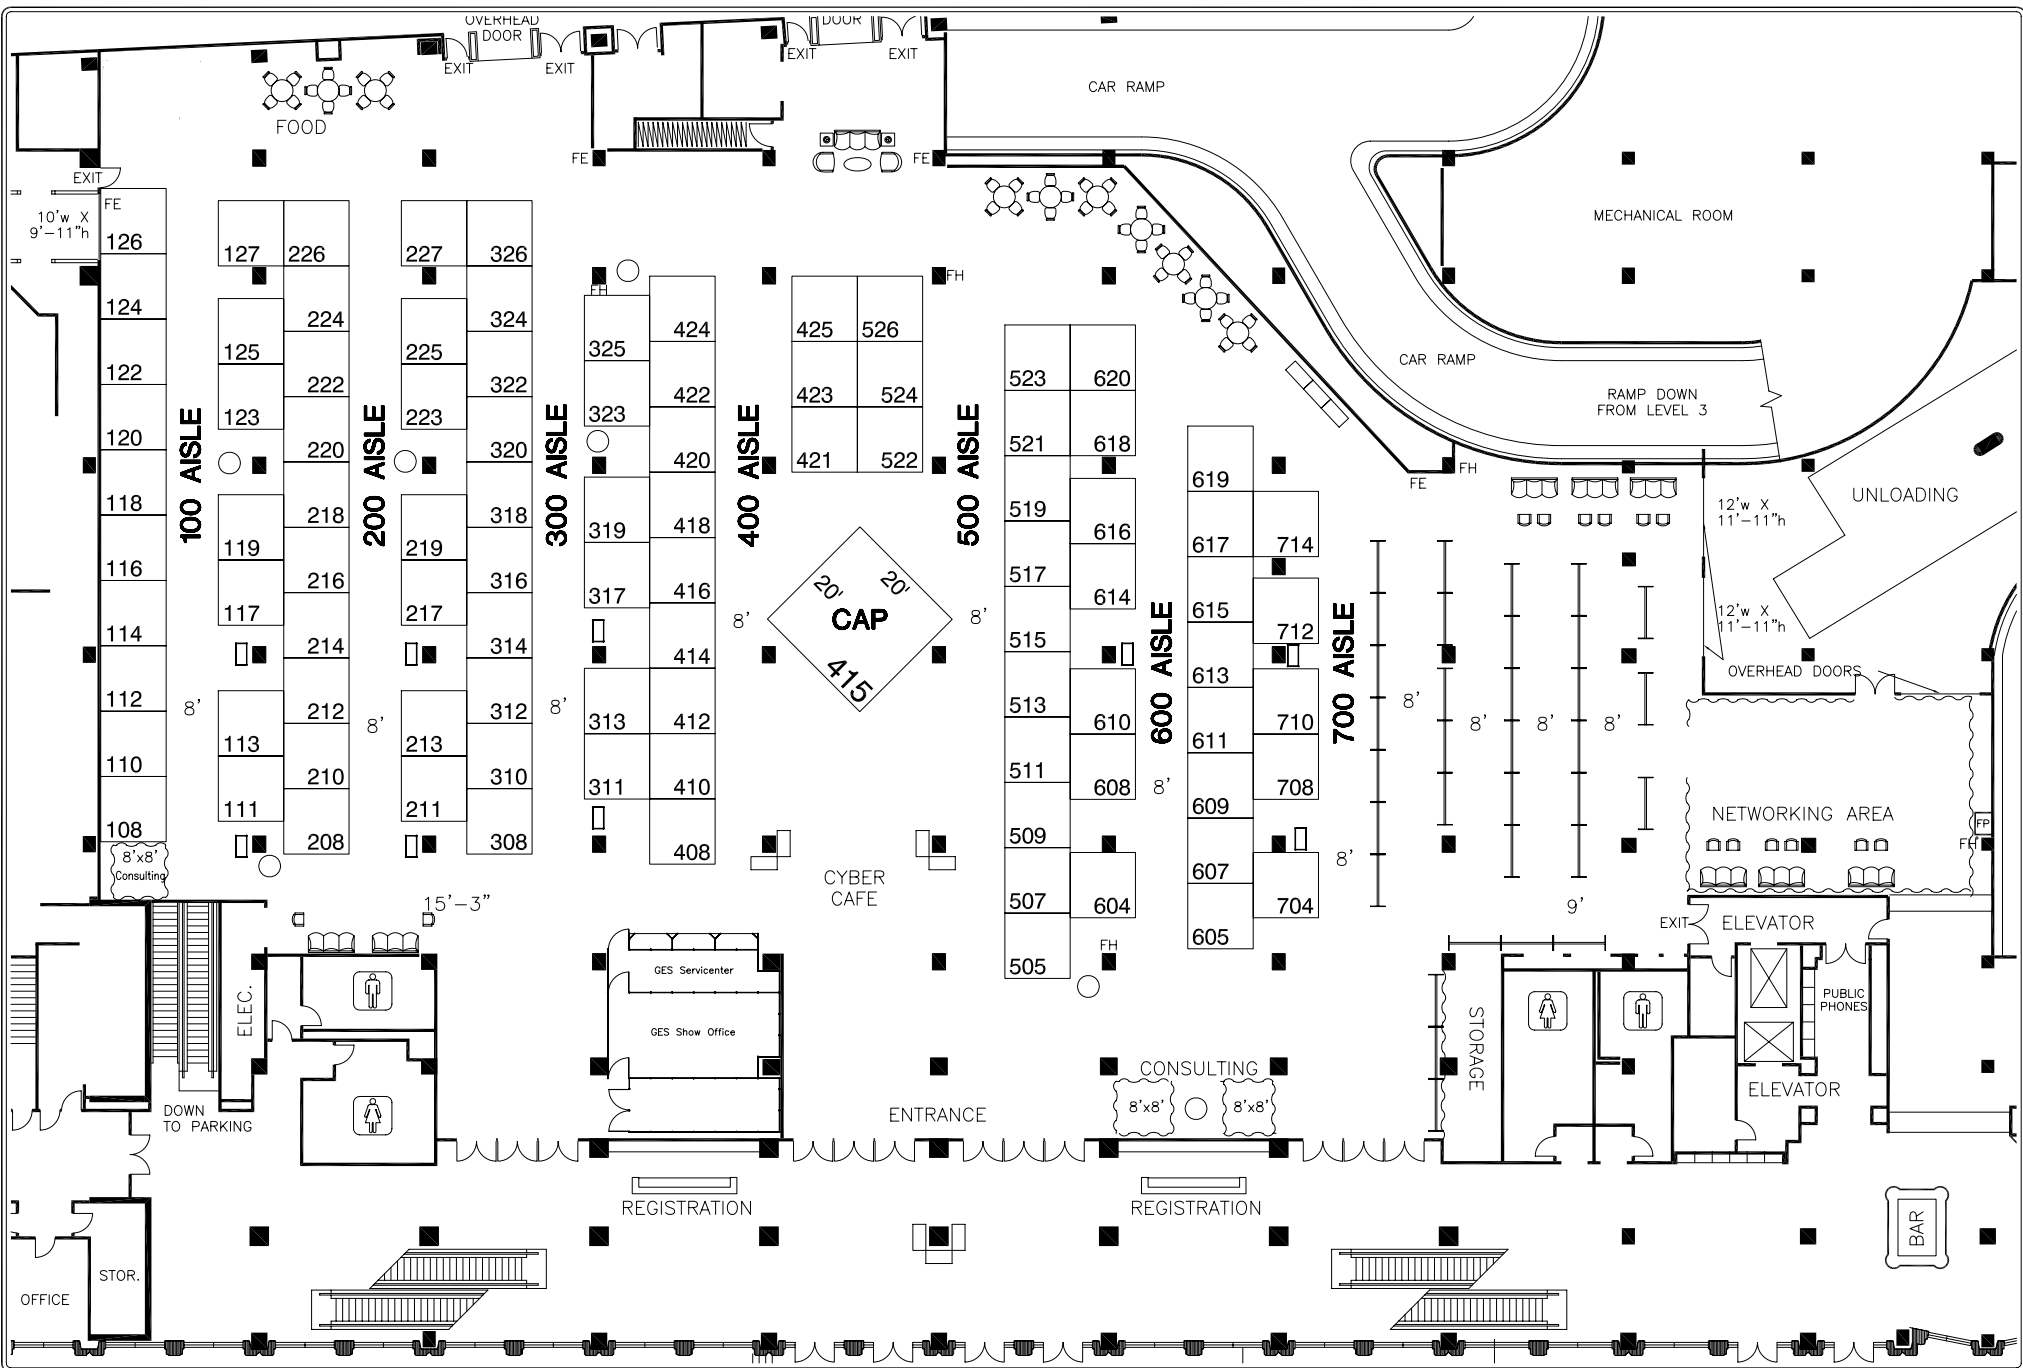 OVERHEAD
DOOR
EXIT
EXIT
DOOR
EXIT
EXIT
CAR RAMP
FOOD
FE
EXIT
FE
10'w X
9'-11"h
MECHANICAL ROOM
126
127
226
227
326
FH
FH
124
125
224
225
324
325
424
425
526
CAR RAMP
122
123
222
223
322
323
422
423
524
523
620
RAMP DOWN
FROM LEVEL 3
100 AISLE
200 AISLE
300 AISLE
400 AISLE
500 AISLE
120
220
320
420
421
522
521
618
619
FE
FH
UNLOADING
12'w X
11'-11"h
118
218
318
319
418
519
616
119
219
617
714
116
117
216
217
316
317
416
517
614
20'
20'
CAP
415
8'
8'
615
712
12'w X
11'-11"h
114
214
314
414
515
600 AISLE
700 AISLE
OVERHEAD DOORS
112
8'
212
8'
312
8'
313
412
513
610
613
710
8'
8'
8'
8'
113
213
611
110
111
210
211
310
311
410
511
608
8'
609
708
NETWORKING AREA
FP
FH
108
208
308
408
509
8'
8'x8'
Consulting
607
CYBER
CAFE
15'-3"
507
604
605
704
9'
EXIT
ELEVATOR
FH
505
GES Servicenter
GES Show Office
ELEC.
STORAGE
PUBLIC
PHONES
CONSULTING
8'x8'
8'x8'
ELEVATOR
DOWN
TO PARKING
ENTRANCE
REGISTRATION
REGISTRATION
BAR
STOR.
OFFICE